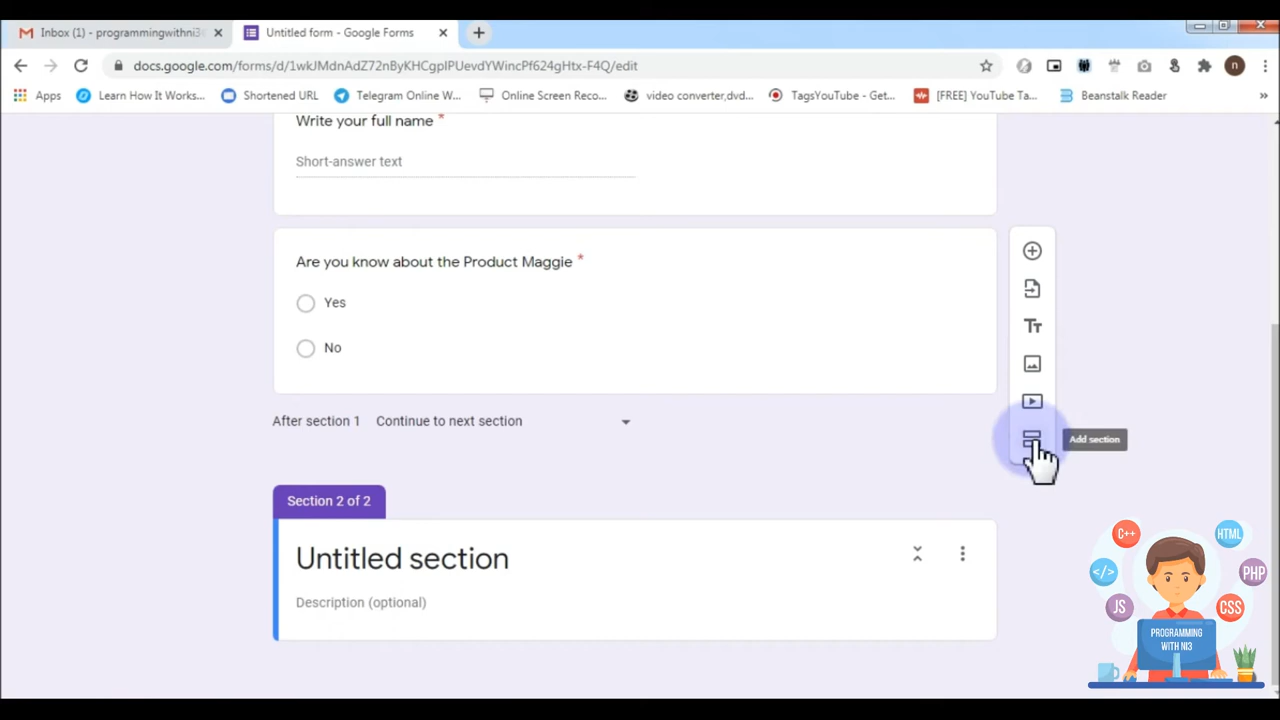 Inbox (1) - programmingwithni3
Untitled form - Google Forms
docs.google.com/forms/d/1wkJMdnAdZ72nByKHCgpIPUevdYWincPf624gHtx-F4Q/edit
n
Apps
Learn How It Works...
Shortened URL
Telegram Online W...
Online Screen Reco...
video converter,dvd...
TagsYouTube - Get...
[FREE] YouTube Ta...
Beanstalk Reader
»
Write your full name *
Short-answer text
Are you know about the Product Maggie *
Yes
No
After section 1 Continue to next section
Tт
Add section
Section 2 of 2
Untitled section
Description (optional)
C++
HTML
</>
PHP
JS
CSS
PROGRAMMING
WITH NI3